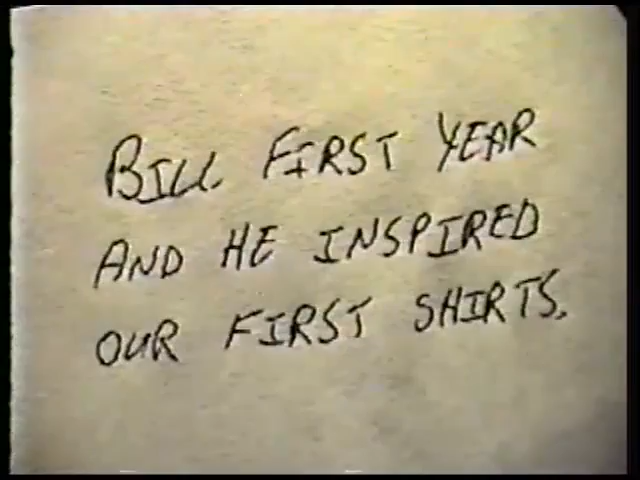 BILL FIRST YEAR
AND HE INSPIRED
OUR FIRST SHIRTS.